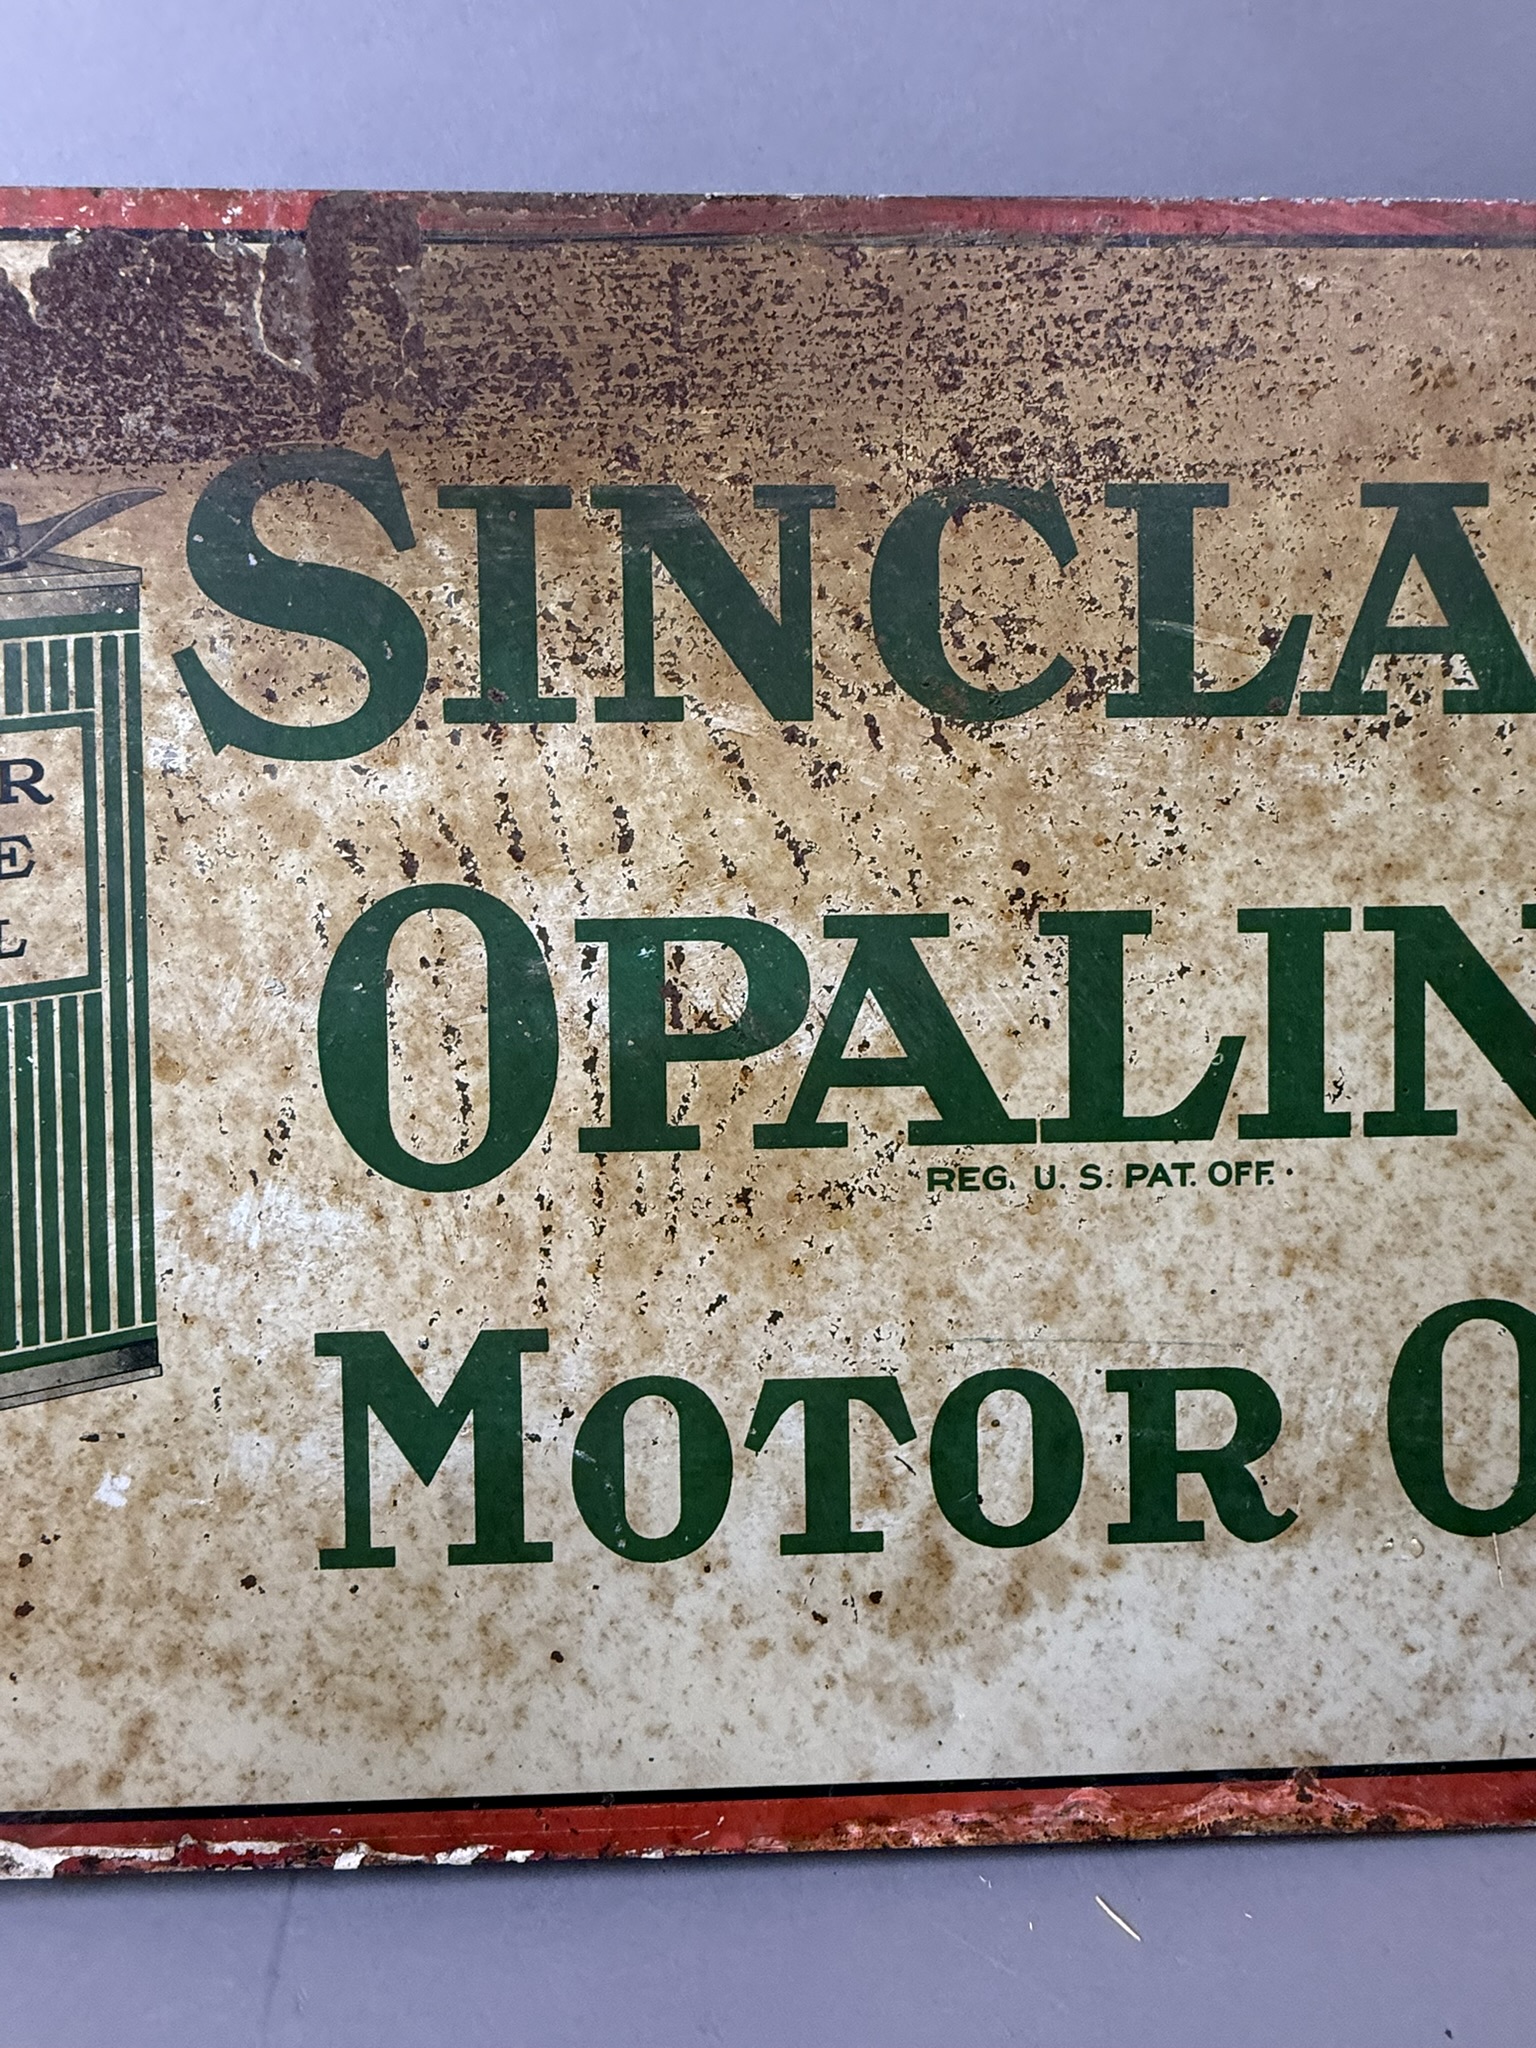 SINCLA
OPALIN
REG. U. S. PAT. OFF.
MOTOR O
R
E
L